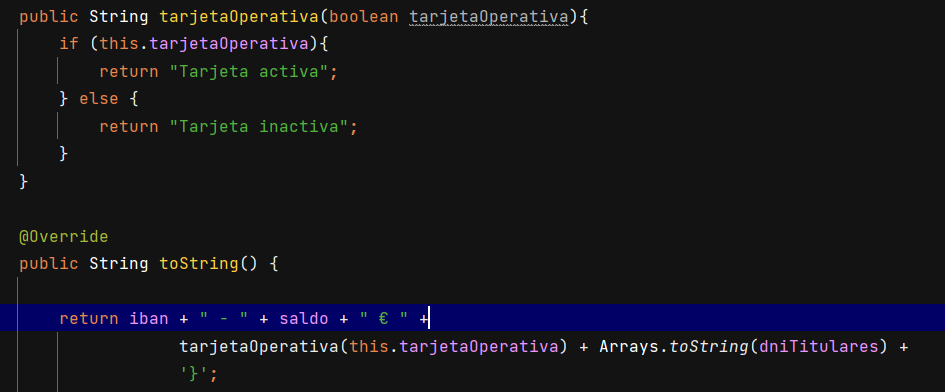 public String tarjetaOperativa(boolean tarjetaOperativa){
if (this.tarjetaOperativa){
return "Tarjeta activa";
} else {
return "Tarjeta inactiva";
}
}
@Override
public String toString() {
return iban + " - " + saldo + " € " +
tarjetaOperativa(this.tarjetaOperativa) + Arrays.toString(dniTitulares) +
'}';